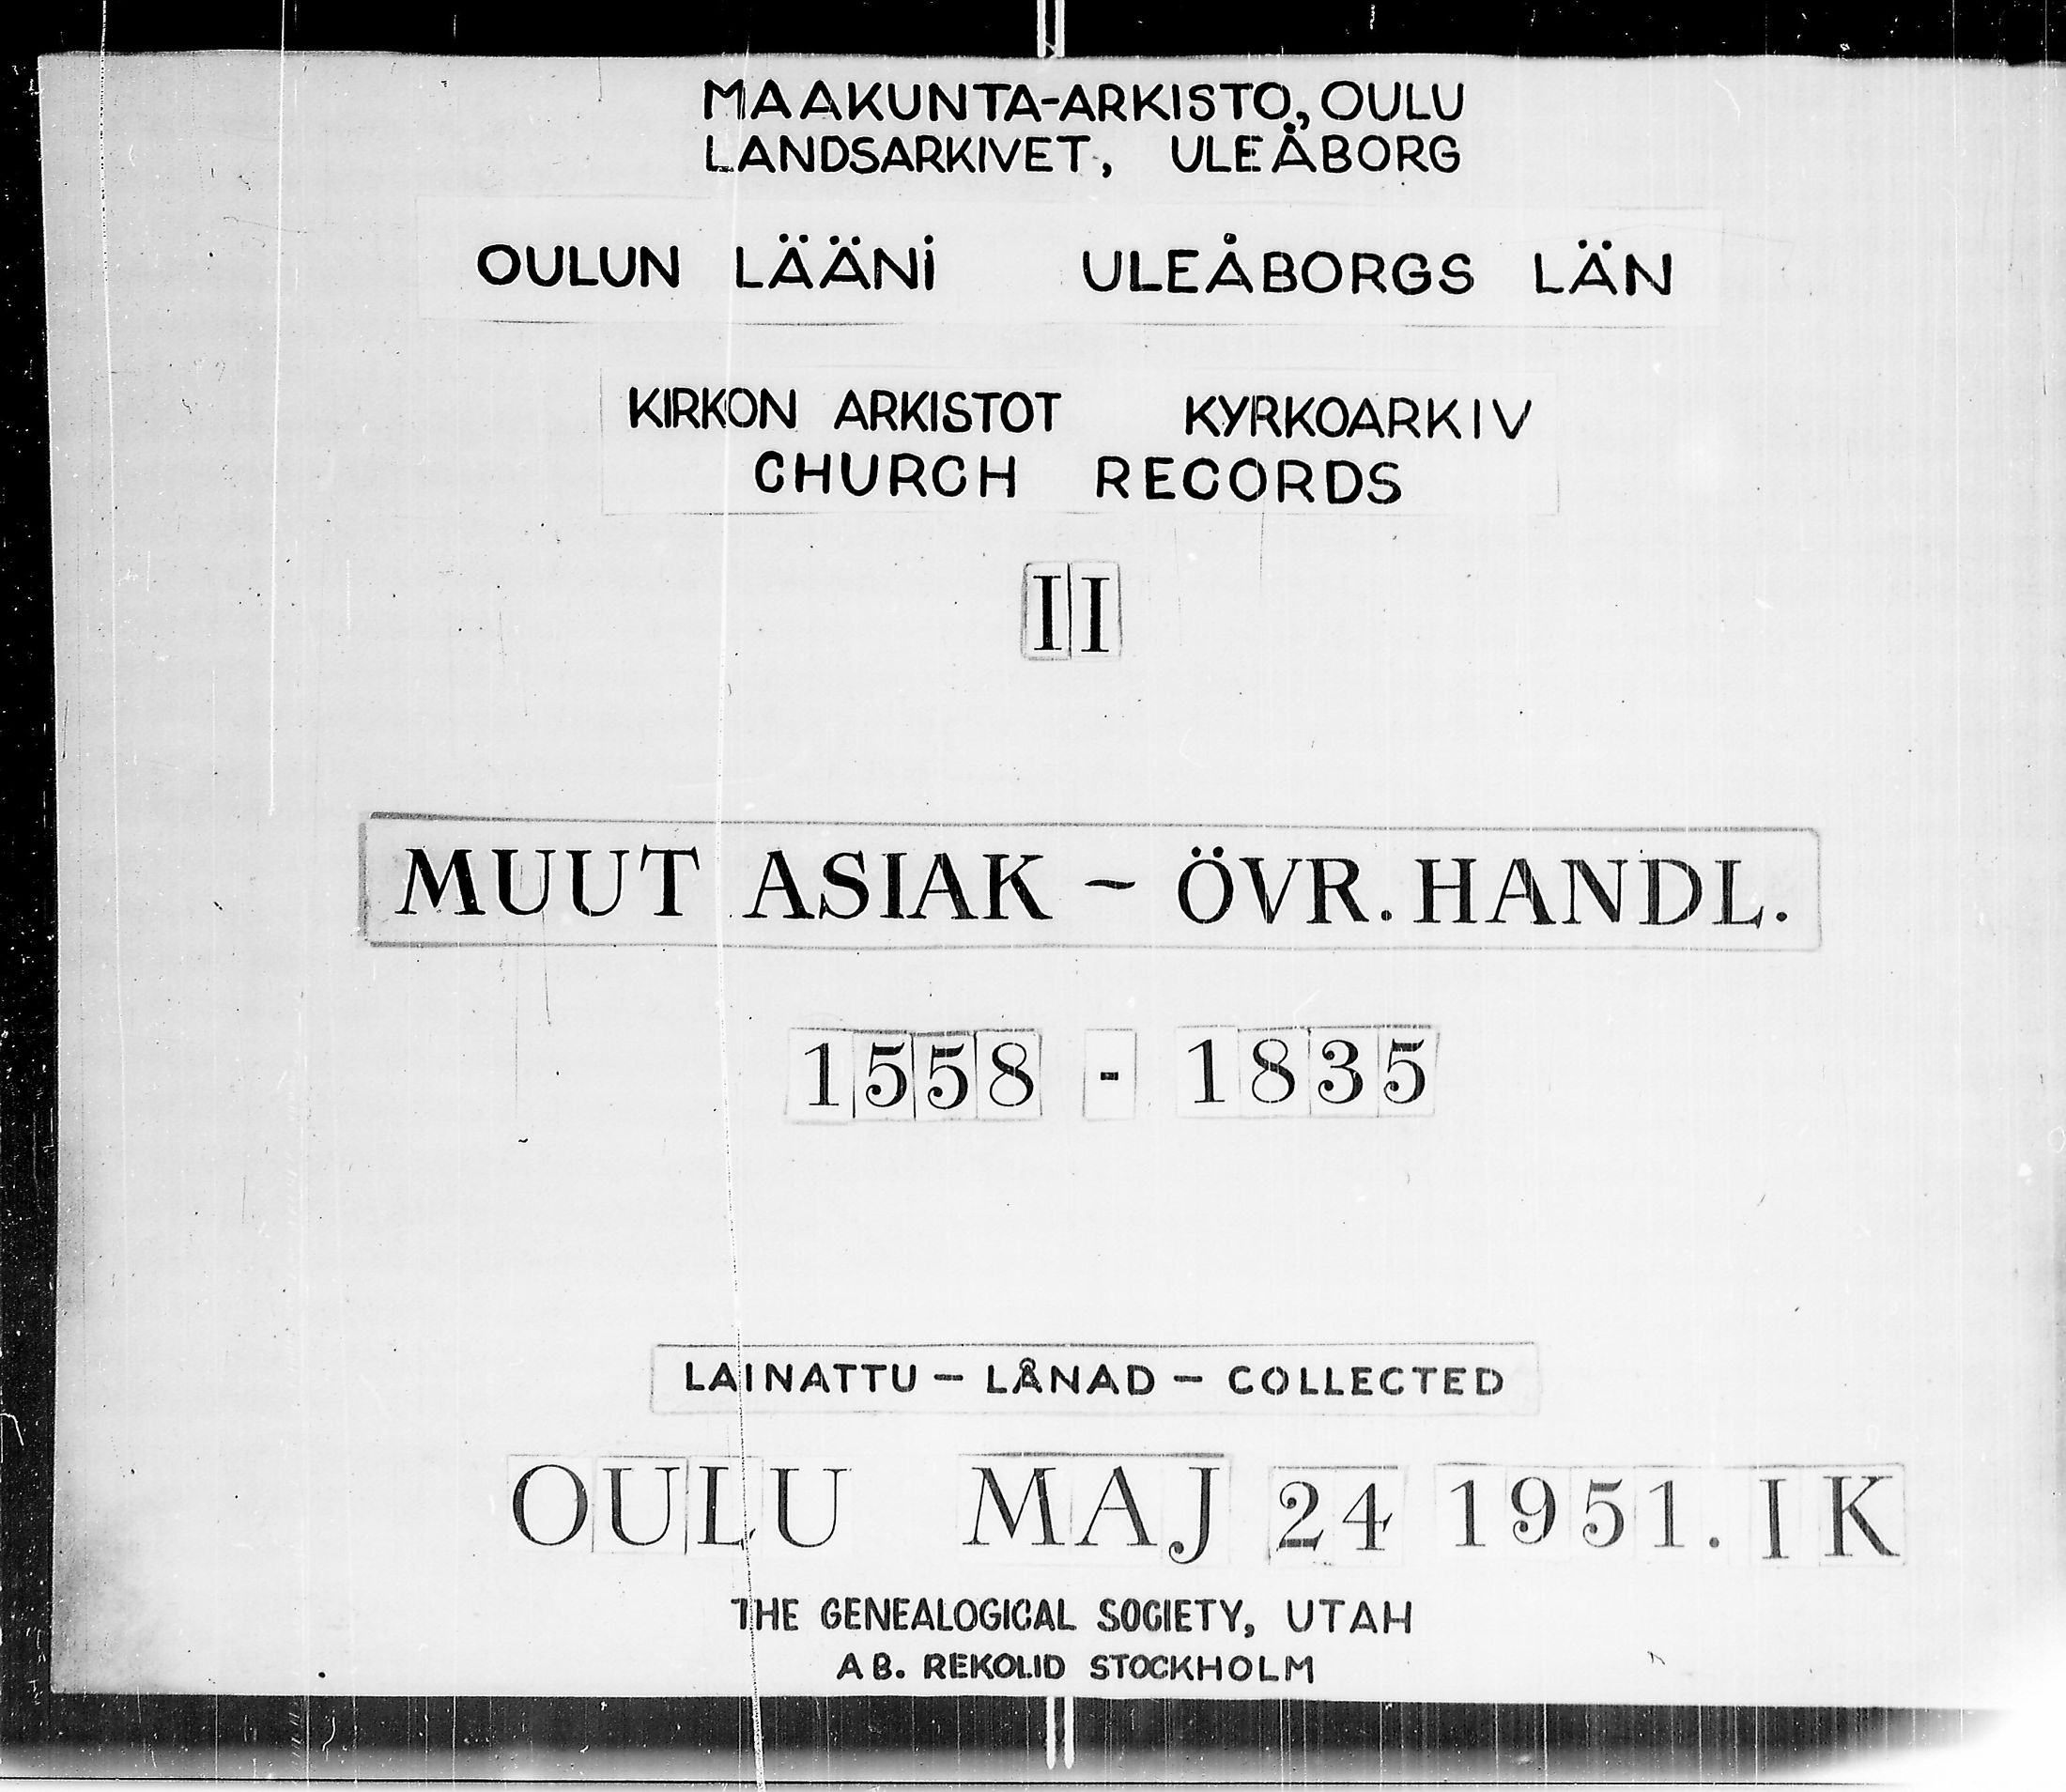 MAAKUNTA-ARKISTO, OULU
LANDSARKIVET, ULEÅBORG
OULUN LÄÄNI ULEÅBORGS LÄN
KIRKON ARKISTOT KYRKOARKIV
CHURCH RECORDS
II
MUUT ASIAK - ÖVR. HANDL.
1558 - 1835
LAINATTU - LÅNAD - COLLECTED
OULU MAJ 24 1951. IK
THE GENEALOGICAL SOCIETY, UTAH
AB. REKOLID STOCKHOLM